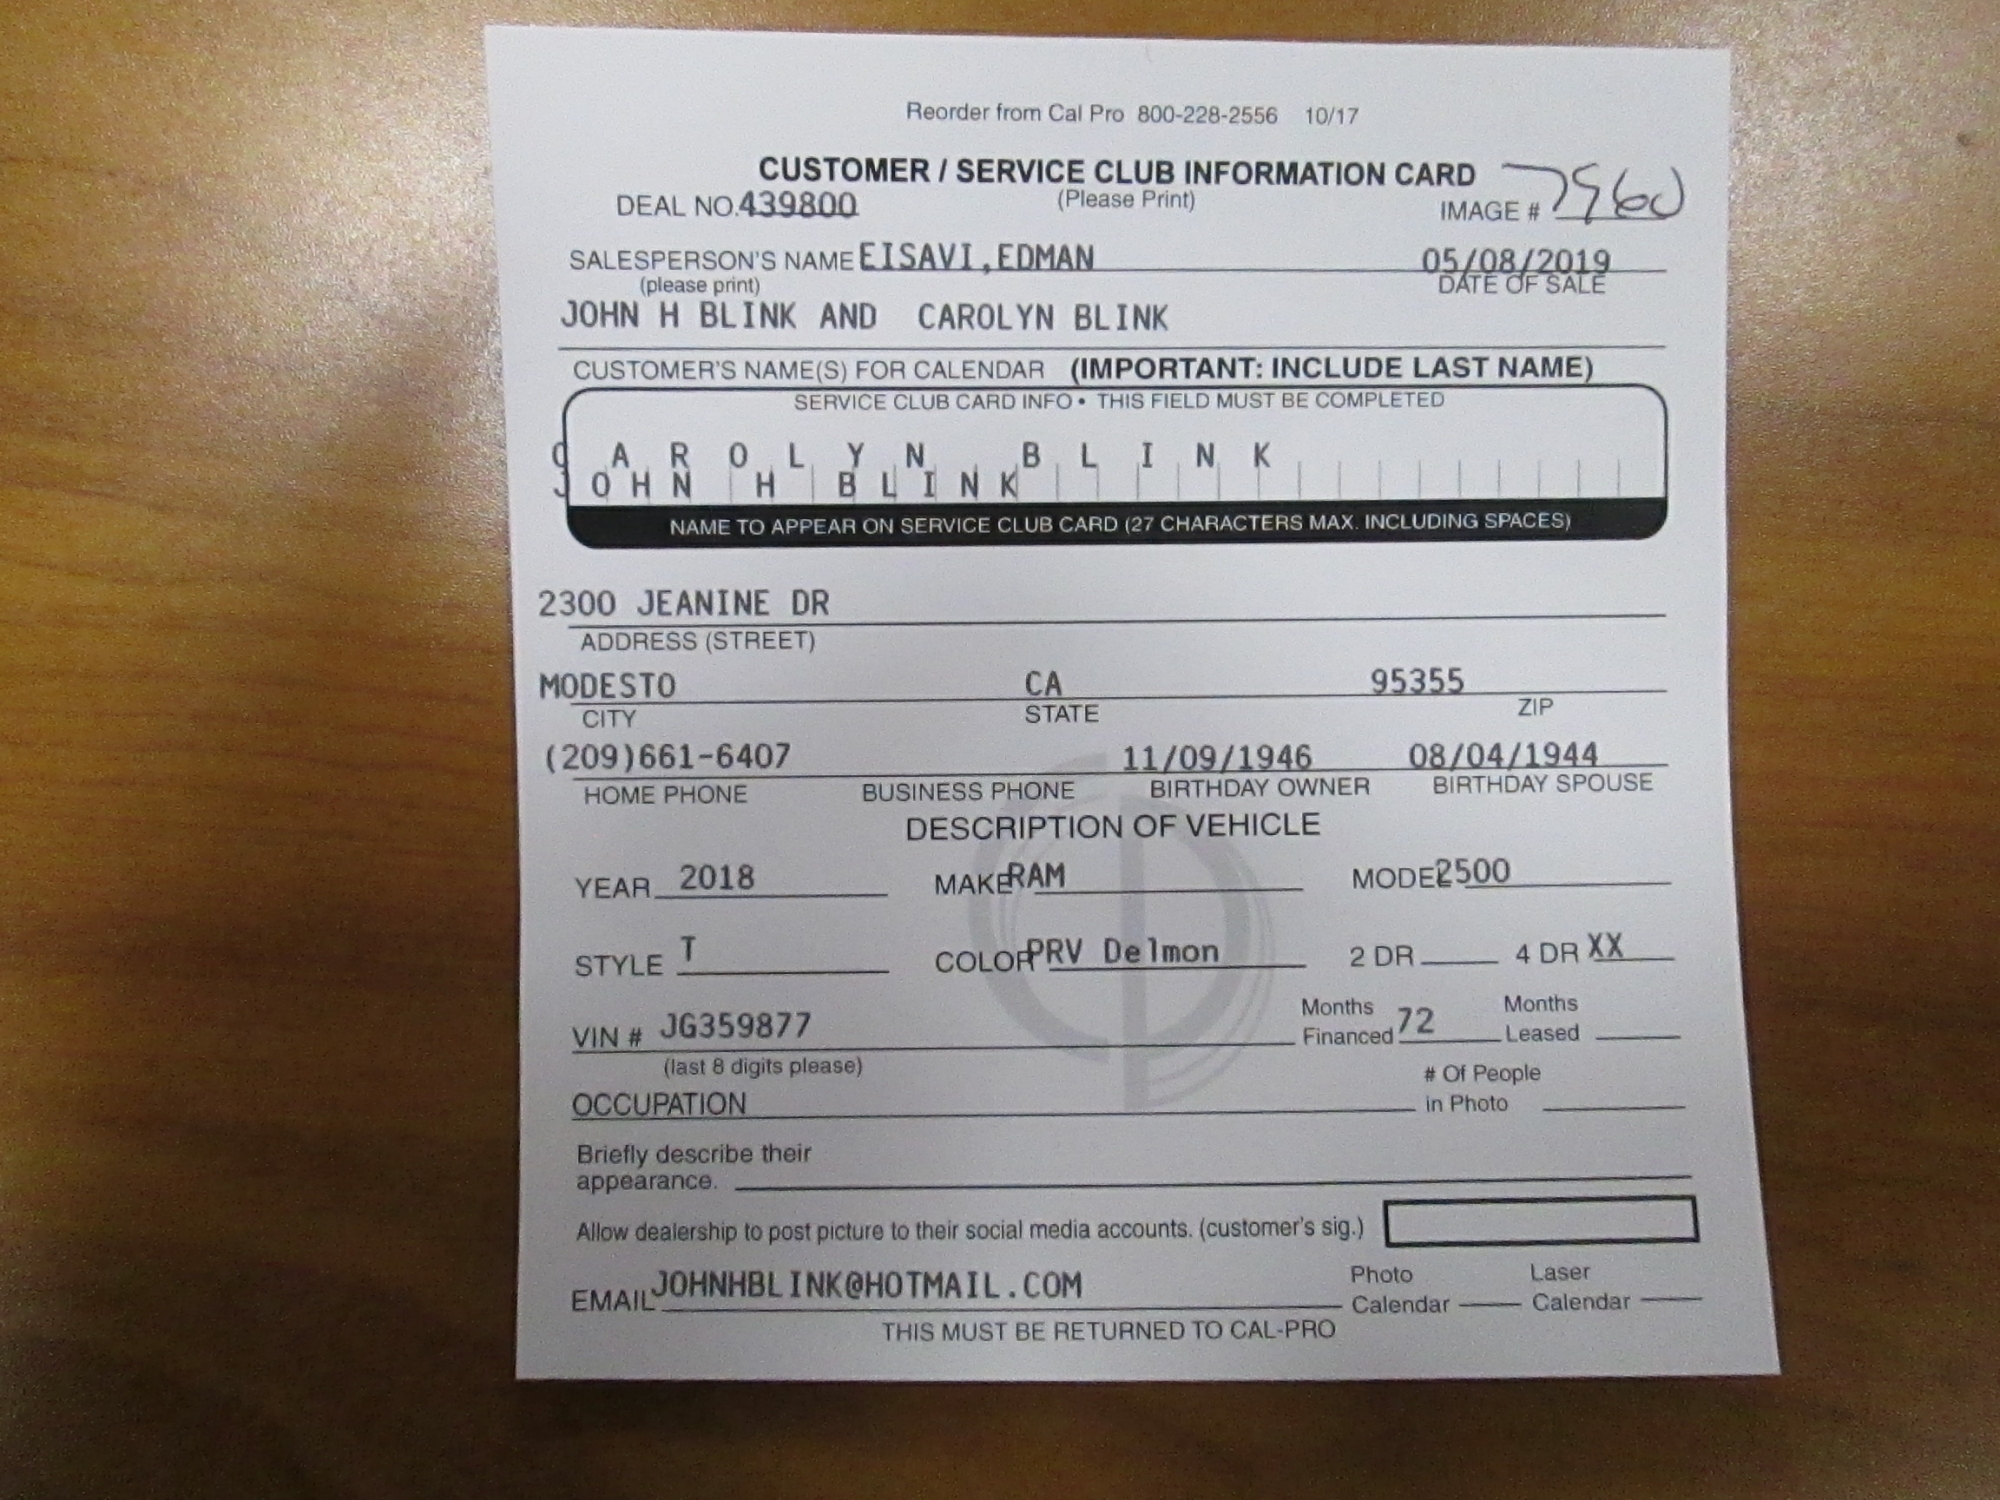 Reorder from Cal Pro 800-228-2556 10/17
CUSTOMER / SERVICE CLUB INFORMATION CARD
DEAL NO.439800 (Please Print) IMAGE # 7960
SALESPERSON'S NAME EISAVI,EDMAN 05/08/2019
(please print) DATE OF SALE
JOHN H BLINK AND CAROLYN BLINK
CUSTOMER'S NAME(S) FOR CALENDAR (IMPORTANT: INCLUDE LAST NAME)
SERVICE CLUB CARD INFO • THIS FIELD MUST BE COMPLETED
CAROLYN BLINK
JOHN H BLINK
NAME TO APPEAR ON SERVICE CLUB CARD (27 CHARACTERS MAX. INCLUDING SPACES)
2300 JEANINE DR
ADDRESS (STREET)
MODESTO CA 95355
CITY STATE ZIP
(209)661-6407 11/09/1946 08/04/1944
HOME PHONE BUSINESS PHONE BIRTHDAY OWNER BIRTHDAY SPOUSE
DESCRIPTION OF VEHICLE
YEAR 2018 MAKE RAM MODEL 2500
STYLE T COLOR PRV Delmon 2 DR 4 DR XX
VIN # JG359877 Months Financed 72 Months Leased
(last 8 digits please)
OCCUPATION # Of People in Photo
Briefly describe their
appearance.
Allow dealership to post picture to their social media accounts. (customer's sig.)
EMAIL JOHNHBLINK@HOTMAIL.COM Photo Calendar Laser Calendar
THIS MUST BE RETURNED TO CAL-PRO